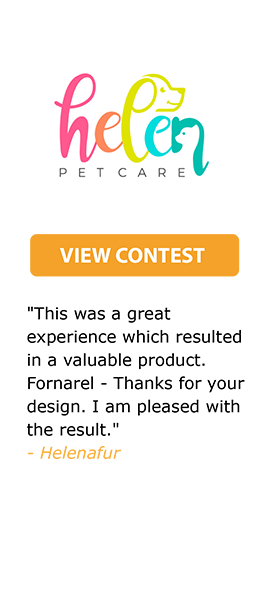 helen
PET CARE
VIEW CONTEST
"This was a great
experience which resulted
in a valuable product.
Fornarel - Thanks for your
design. I am pleased with
the result."
- Helenafur